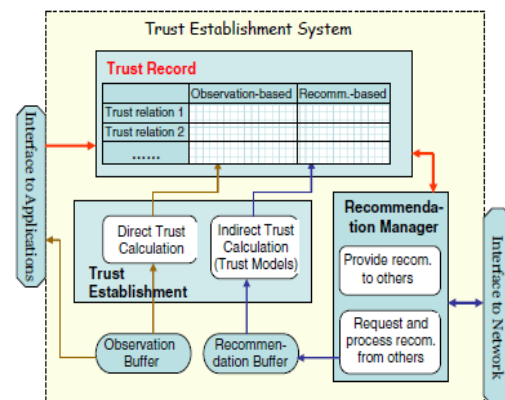 Trust Establishment System
Trust Record
Observation-based Recomm.-based
Trust relation 1
Trust relation 2
......
Interface to Applications
Direct Trust
Calculation
Indirect Trust
Calculation
(Trust Models)
Trust
Establishment
Observation
Buffer
Recommen-
dation Buffer
Recommenda-
tion Manager
Provide recom.
to others
Request and
process recom.
from others
Interface to Network